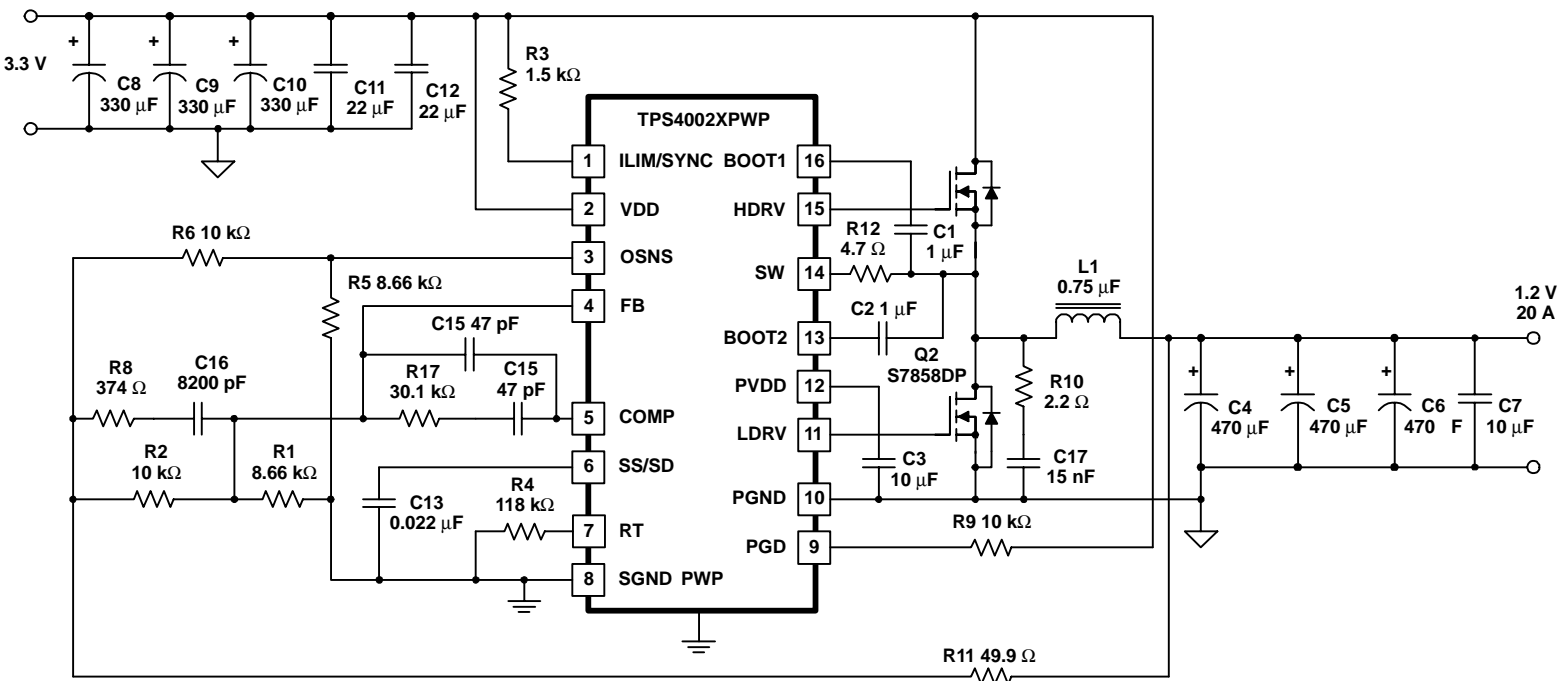 3.3 V
+
C8
330 μF
+
C9
330 μF
+
C10
330 μF
C11
22 μF
C12
22 μF
R3
1.5 kΩ
TPS4002XPWP
1
ILIM/SYNC
BOOT1
16
2
VDD
HDRV
15
3
OSNS
SW
14
4
FB
BOOT2
13
PVDD
12
5
COMP
LDRV
11
6
SS/SD
PGND
10
7
RT
PGD
9
8
SGND PWP
R6 10 kΩ
R5 8.66 kΩ
C15 47 pF
R8
374 Ω
C16
8200 pF
R17
30.1 kΩ
C15
47 pF
R2
10 kΩ
R1
8.66 kΩ
C13
0.022 μF
R4
118 kΩ
R12
4.7 Ω
C1
1 μF
C2 1 μF
Q2
S7858DP
C3
10 μF
L1
0.75 μF
R10
2.2 Ω
C17
15 nF
R9 10 kΩ
R11 49.9 Ω
+
C4
470 μF
+
C5
470 μF
+
C6
470 F
C7
10 μF
1.2 V
20 A